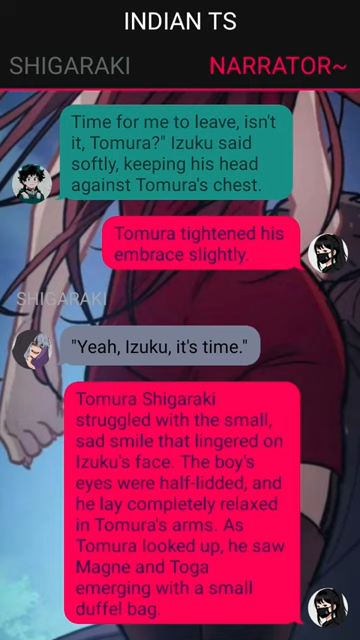 INDIAN TS
SHIGARAKI NARRATOR~
Time for me to leave, isn't
it, Tomura?" Izuku said
softly, keeping his head
against Tomura's chest.
Tomura tightened his
embrace slightly.
SHIGARAKI
"Yeah, Izuku, it's time."
Tomura Shigaraki
struggled with the small,
sad smile that lingered on
Izuku's face. The boy's
eyes were half-lidded, and
he lay completely relaxed
in Tomura's arms. As
Tomura looked up, he saw
Magne and Toga
emerging with a small
duffel bag.